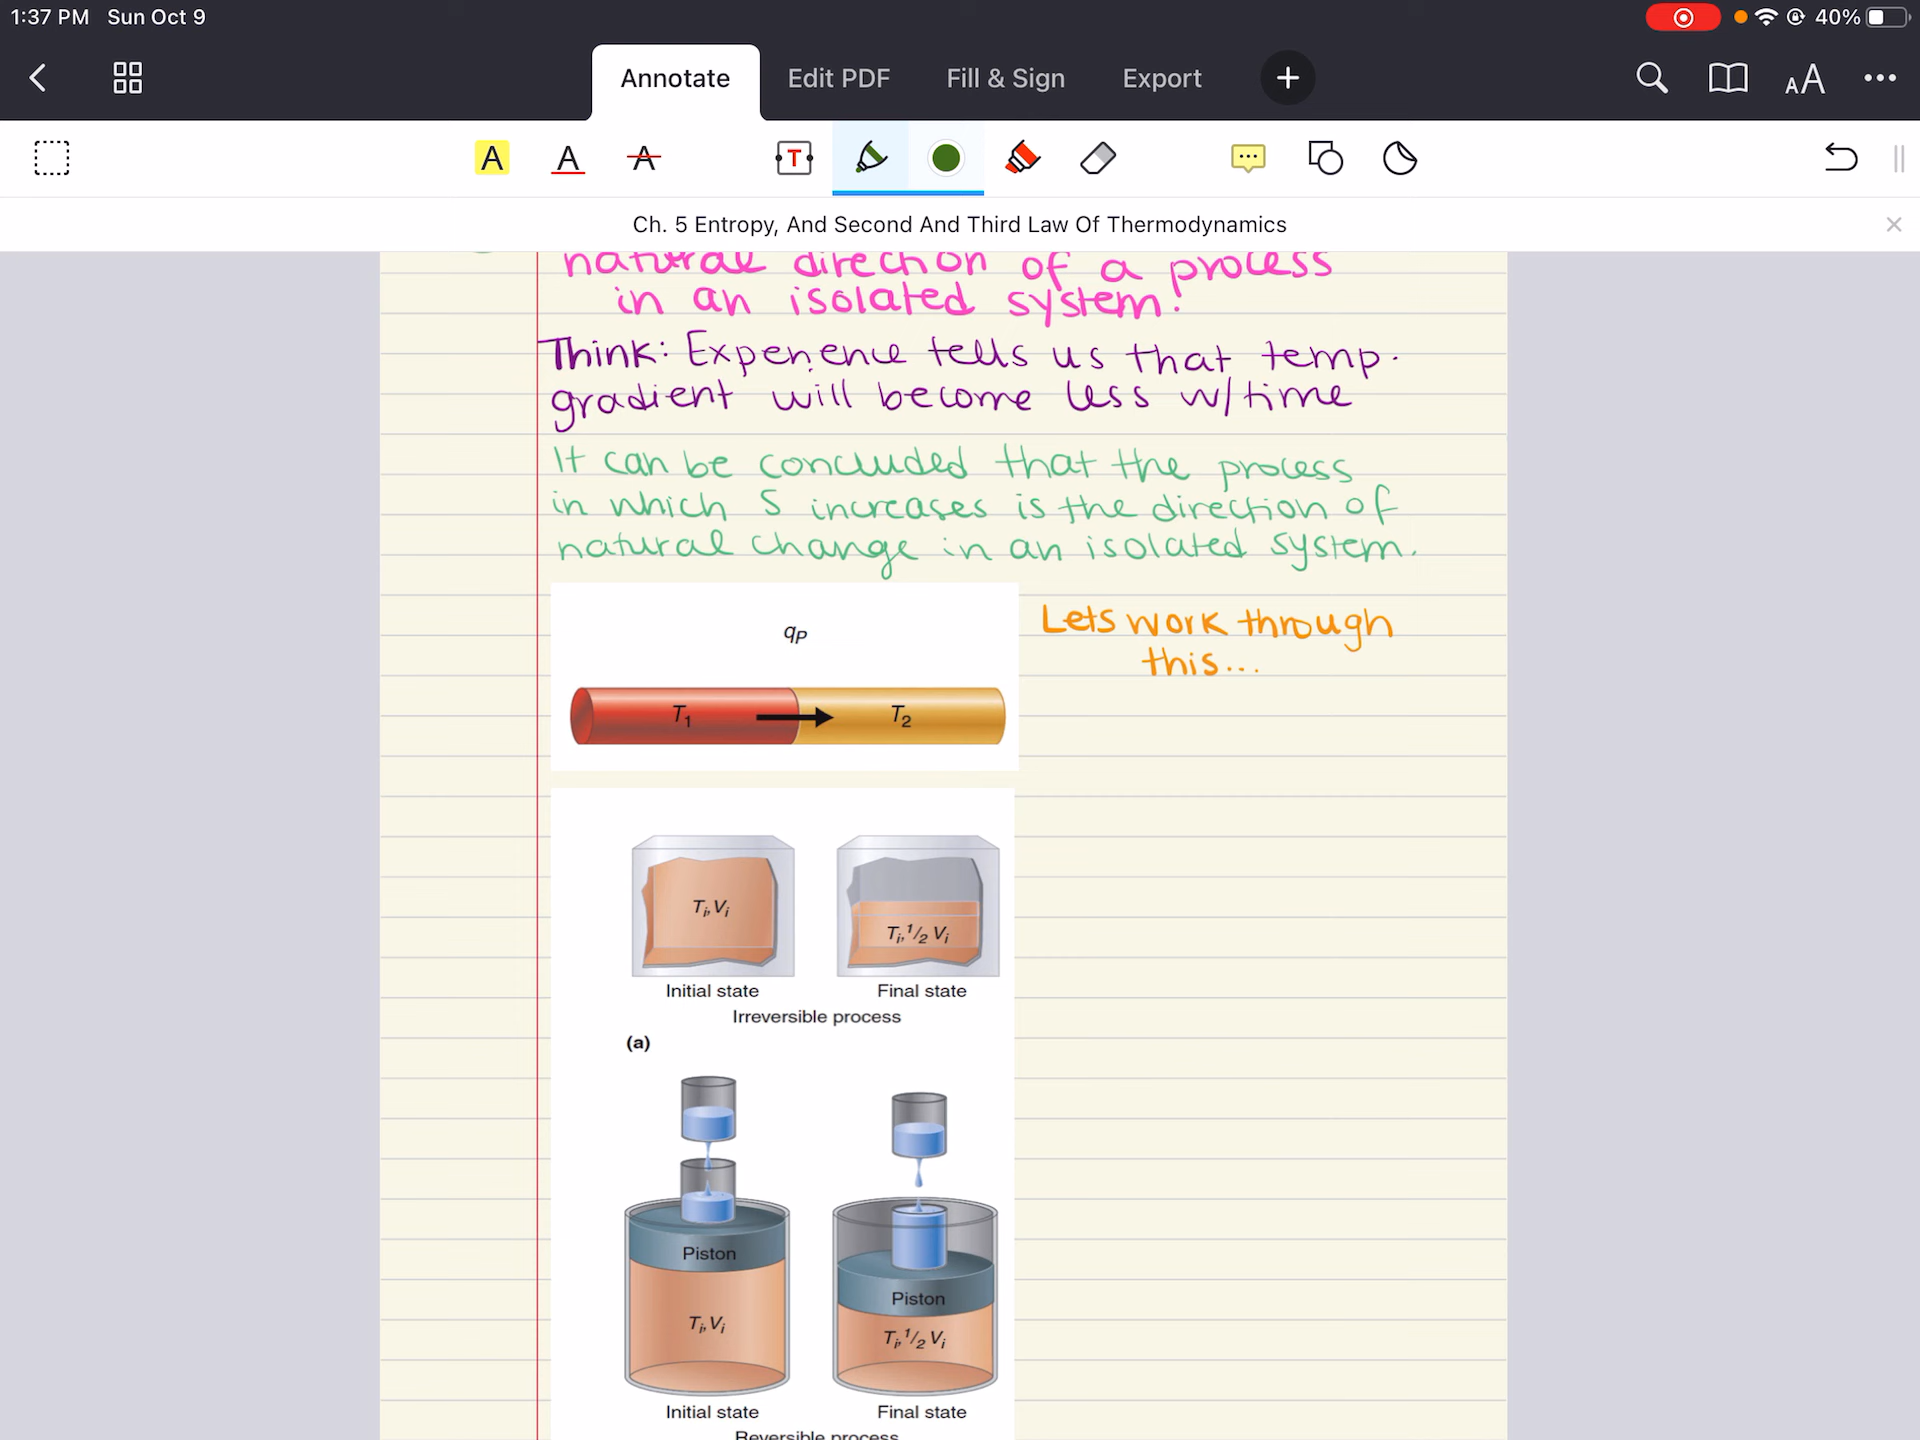 1:37 PM Sun Oct 9
40%
Annotate Edit PDF Fill & Sign Export
A A A T AA
Ch. 5 Entropy, And Second And Third Law Of Thermodynamics
natural direction of a process
in an isolated system?
Think: Experience tells us that temp.
gradient will become less w/time
It can be concluded that the process
in which S increases is the direction of
natural change in an isolated system.
Lets work through
this...
qP
T1 T2
Ti, Vi
Ti, 1/2 Vi
Initial state Final state
Irreversible process
(a)
Piston
Piston
Ti, Vi
Ti, 1/2 Vi
Initial state Final state
Reversible process